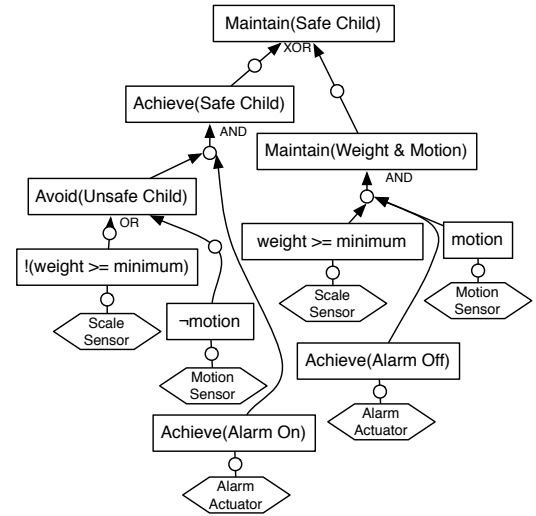 Maintain(Safe Child)
XOR
Achieve(Safe Child)
AND
Maintain(Weight & Motion)
AND
Avoid(Unsafe Child)
OR
weight >= minimum
motion
!(weight >= minimum)
Scale
Sensor
Motion
Sensor
Scale
Sensor
¬motion
Achieve(Alarm Off)
Motion
Sensor
Alarm
Actuator
Achieve(Alarm On)
Alarm
Actuator